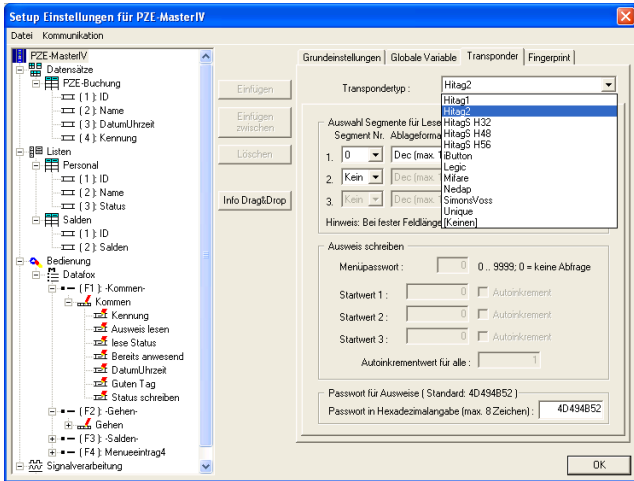 Setup Einstellungen für PZE-MasterIV
Datei Kommunikation
PZE-MasterIV
Datensätze
PZE-Buchung
( 1 ): ID
( 2 ): Name
( 3 ): DatumUhrzeit
( 4 ): Kennung
Listen
Personal
( 1 ): ID
( 2 ): Name
( 3 ): Status
Salden
( 1 ): ID
( 2 ): Salden
Bedienung
Datafox
( F1 ): -Kommen-
Kommen
Kennung
Ausweis lesen
lese Status
Bereits anwesend
DatumUhrzeit
Guten Tag
Status schreiben
( F2 ): -Gehen-
Gehen
( F3 ): -Salden-
( F4 ): Menueeintrag4
Signalverarbeitung
Einfügen
Einfügen
zwischen
Löschen
Info Drag&Drop
Grundeinstellungen Globale Variable Transponder Fingerprint
Transpondertyp : Hitag2
Hitag1
Hitag2
HitagS H32
HitagS H48
HitagS H56
iButton
Legic
Mifare
Nedap
SimonsVoss
Unique
[Keinen]
Auswahl Segmente für Lese
Segment Nr. Ablageforma
1. 0 Dec (max. 1
2. Kein Dec (max.
3. Kein Dec (max.
Hinweis: Bei fester Feldlänge
Ausweis schreiben
Menüpasswort : 0 0 .. 9999; 0 = keine Abfrage
Startwert 1 : 0 Autoinkrement
Startwert 2 : 0 Autoinkrement
Startwert 3 : 0 Autoinkrement
Autoinkrementwert für alle : 1
Passwort für Ausweise ( Standard: 4D494B52 )
Passwort in Hexadezimalangabe (max. 8 Zeichen) : 4D494B52
OK